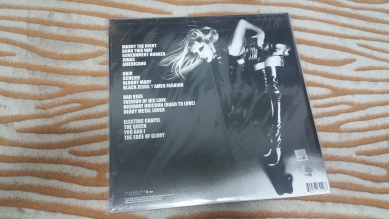 MARRY THE NIGHT
BORN THIS WAY
GOVERNMENT HOOKER
JUDAS
AMERICANO
HAIR
SCHEISSE
BLOODY MARY
BLACK JESUS † AMEN FASHION
BAD KIDS
FASHION OF HIS LOVE
HIGHWAY UNICORN (ROAD TO LOVE)
HEAVY METAL LOVER
ELECTRIC CHAPEL
THE QUEEN
YOU AND I
THE EDGE OF GLORY